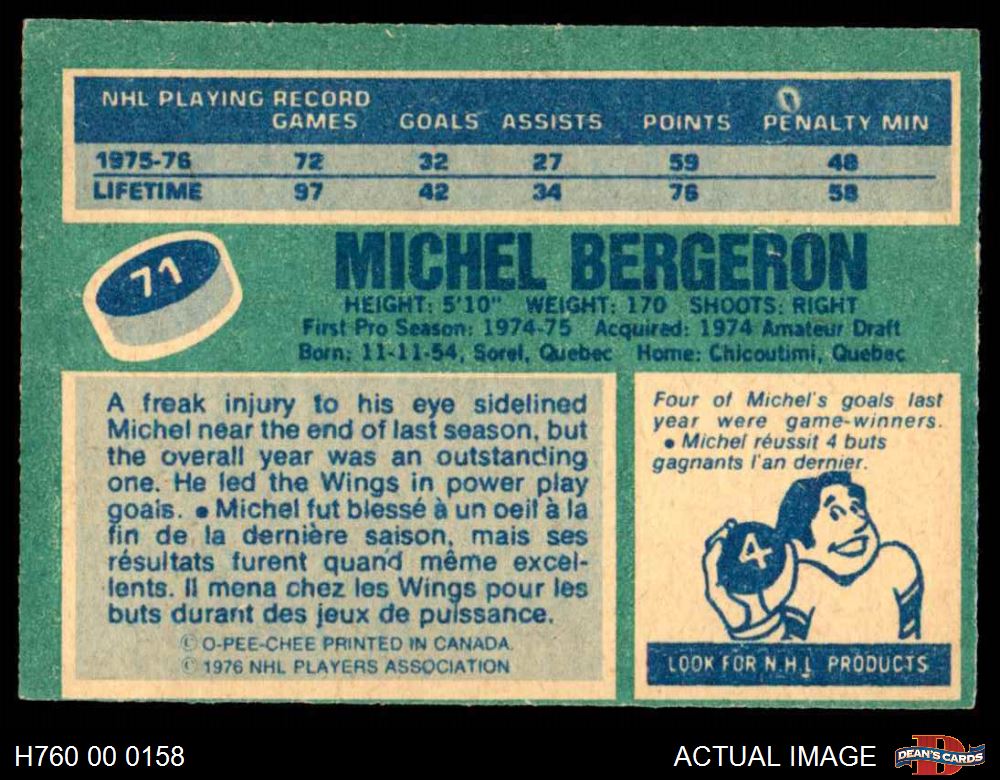 NHL PLAYING RECORD
GAMES GOALS ASSISTS POINTS PENALTY MIN
1975-76 72 32 27 59 48
LIFETIME 97 42 34 76 58
71
MICHEL BERGERON
HEIGHT: 5'10" WEIGHT: 170 SHOOTS: RIGHT
First Pro Season: 1974-75 Acquired: 1974 Amateur Draft
Born: 11-11-54, Sorel, Quebec Home: Chicoutimi, Quebec
A freak injury to his eye sidelined
Michel near the end of last season, but
the overall year was an outstanding
one. He led the Wings in power play
goals. • Michel fut blessé à un oeil à la
fin de la dernière saison, mais ses
résultats furent quand même excel-
lents. Il mena chez les Wings pour les
buts durant des jeux de puissance.
© O-PEE-CHEE PRINTED IN CANADA.
© 1976 NHL PLAYERS ASSOCIATION
Four of Michel's goals last
year were game-winners.
• Michel réussit 4 buts
gagnants l'an dernier.
4
LOOK FOR N.H.L PRODUCTS
H760 00 0158
ACTUAL IMAGE
D
DEAN'S CARDS